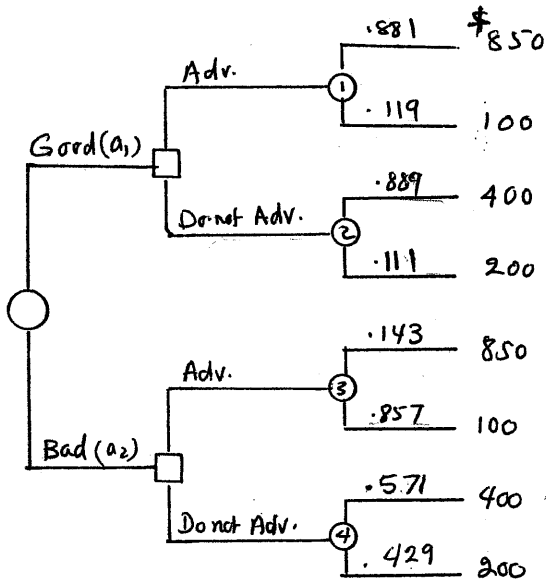 .881 $850
Adv.
1
.119 100
Good (a₁)
.889 400
Do not Adv.
2
.111 200
.143 850
Adv.
3
.857 100
Bad (a₂)
.571 400
Do not Adv.
4
.429 200